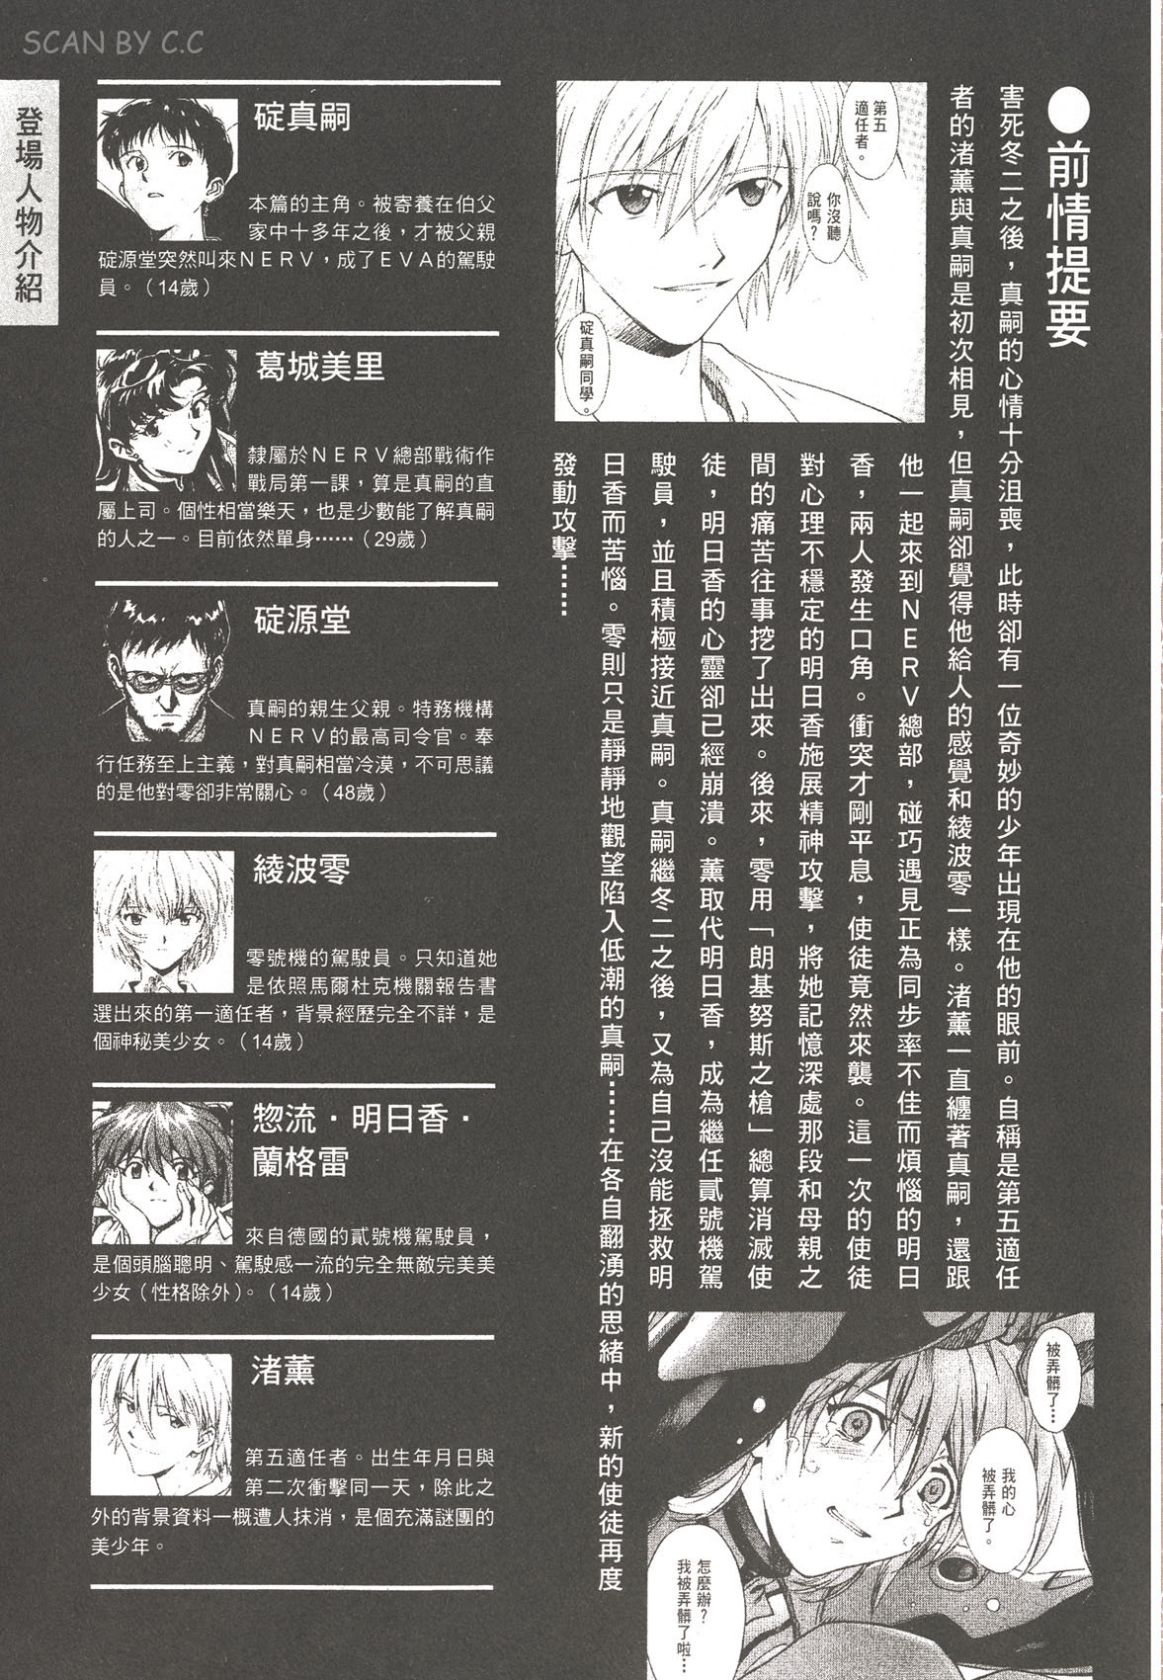 SCAN BY C.C
●前情提要
害死冬二之後，真嗣的心情十分沮喪，此時卻有一位奇妙的少年出現在他的眼前。自稱是第五適任
者的渚薰與真嗣是初次相見，但真嗣卻覺得他給人的感覺和綾波零一樣。渚薰一直纏著真嗣，還跟
他一起來到NERV總部，碰巧遇見正為同步率不佳而煩惱的明日
香，兩人發生口角。衝突才剛平息，使徒竟然來襲。這一次的使徒
對心理不穩定的明日香施展精神攻擊，將她記憶深處那段和母親之
間的痛苦往事挖了出來。後來，零用「朗基努斯之槍」總算消滅使
徒，明日香的心靈卻已經崩潰。薰取代明日香，成為繼任貳號機駕
駛員，並且積極接近真嗣。真嗣繼冬二之後，又為自己沒能拯救明
日香而苦惱。零則只是靜靜地觀望陷入低潮的真嗣……在各自翻湧的思緒中，新的使徒再度
發動攻擊……
第五
適任者。
你沒聽
說嗎？
碇真嗣同學。
被弄髒了…
我的心
被弄髒了。
怎麼辦？
我被弄髒了啦…
登場人物介紹
碇真嗣
本篇的主角。被寄養在伯父
家中十多年之後，才被父親
碇源堂突然叫來NERV，成了EVA的駕駛
員。（14歲）
葛城美里
隸屬於NERV總部戰術作
戰局第一課，算是真嗣的直
屬上司。個性相當樂天，也是少數能了解真嗣
的人之一。目前依然單身……（29歲）
碇源堂
真嗣的親生父親。特務機構
NERV的最高司令官。奉
行任務至上主義，對真嗣相當冷漠，不可思議
的是他對零卻非常關心。（48歲）
綾波零
零號機的駕駛員。只知道她
是依照馬爾杜克機關報告書
選出來的第一適任者，背景經歷完全不詳，是
個神秘美少女。（14歲）
惣流．明日香．
蘭格雷
來自德國的貳號機駕駛員，
是個頭腦聰明、駕駛感一流的完全無敵完美美
少女（性格除外）。（14歲）
渚薰
第五適任者。出生年月日與
第二次衝擊同一天，除此之
外的背景資料一概遭人抹消，是個充滿謎團的
美少年。